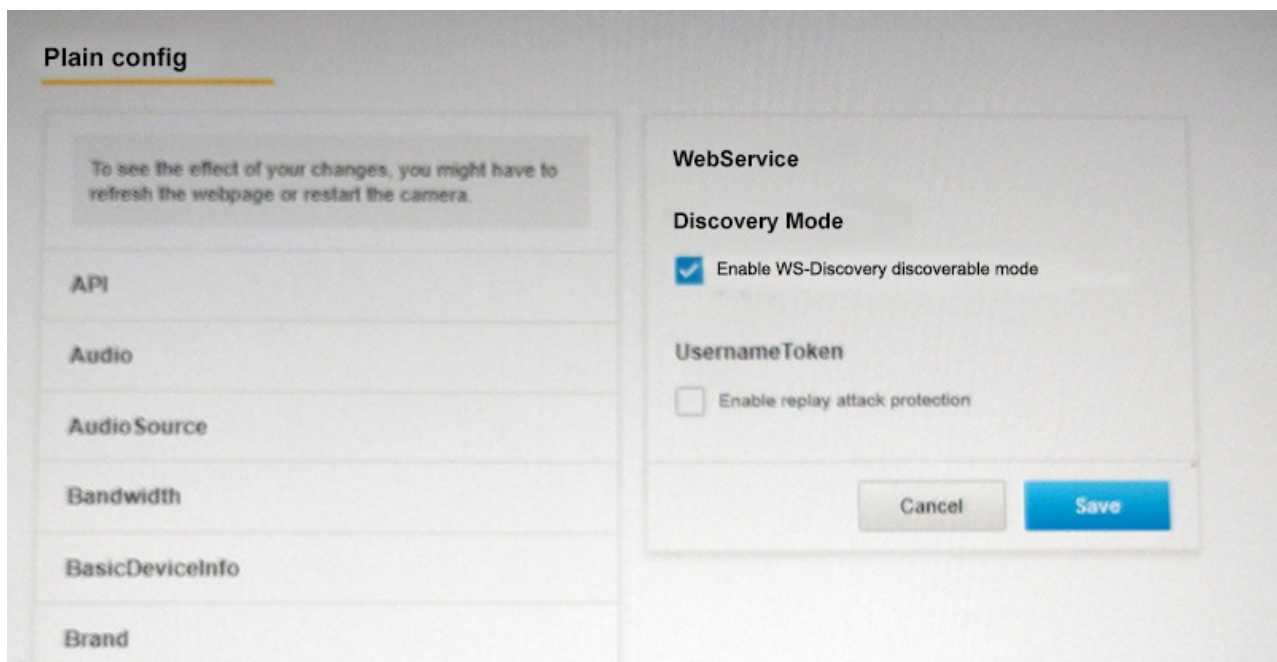 Plain config
To see the effect of your changes, you might have to
refresh the webpage or restart the camera.
API
Audio
AudioSource
Bandwidth
BasicDeviceInfo
Brand
WebService
Discovery Mode
Enable WS-Discovery discoverable mode
UsernameToken
Enable replay attack protection
Cancel
Save